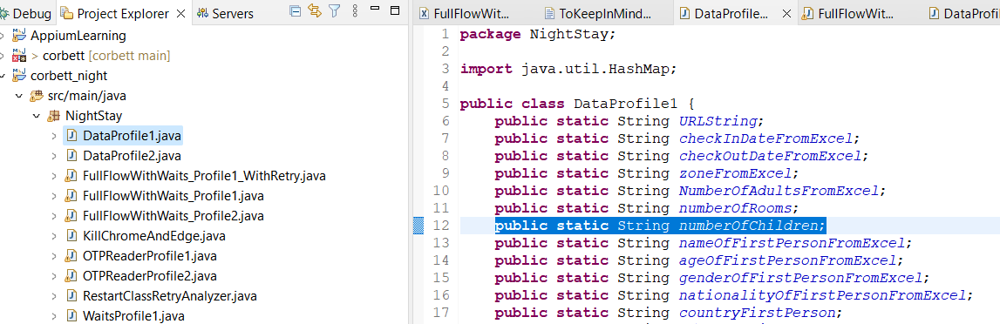 Debug Project Explorer Servers
AppiumLearning
> corbett [corbett main]
corbett_night
src/main/java
NightStay
DataProfile1.java
DataProfile2.java
FullFlowWithWaits_Profile1_WithRetry.java
FullFlowWithWaits_Profile1.java
FullFlowWithWaits_Profile2.java
KillChromeAndEdge.java
OTPReaderProfile1.java
OTPReaderProfile2.java
RestartClassRetryAnalyzer.java
WaitsProfile1.java
FullFlowWit... ToKeepInMind... DataProfile... FullFlowWit... DataProfi
1 package NightStay;
2
3 import java.util.HashMap;
4
5 public class DataProfile1 {
6 public static String URLString;
7 public static String checkInDateFromExcel;
8 public static String checkOutDateFromExcel;
9 public static String zoneFromExcel;
10 public static String NumberOfAdultsFromExcel;
11 public static String numberOfRooms;
12 public static String numberOfChildren;
13 public static String nameOfFirstPersonFromExcel;
14 public static String ageOfFirstPersonFromExcel;
15 public static String genderOfFirstPersonFromExcel;
16 public static String nationalityOfFirstPersonFromExcel;
17 public static String countryFirstPerson;